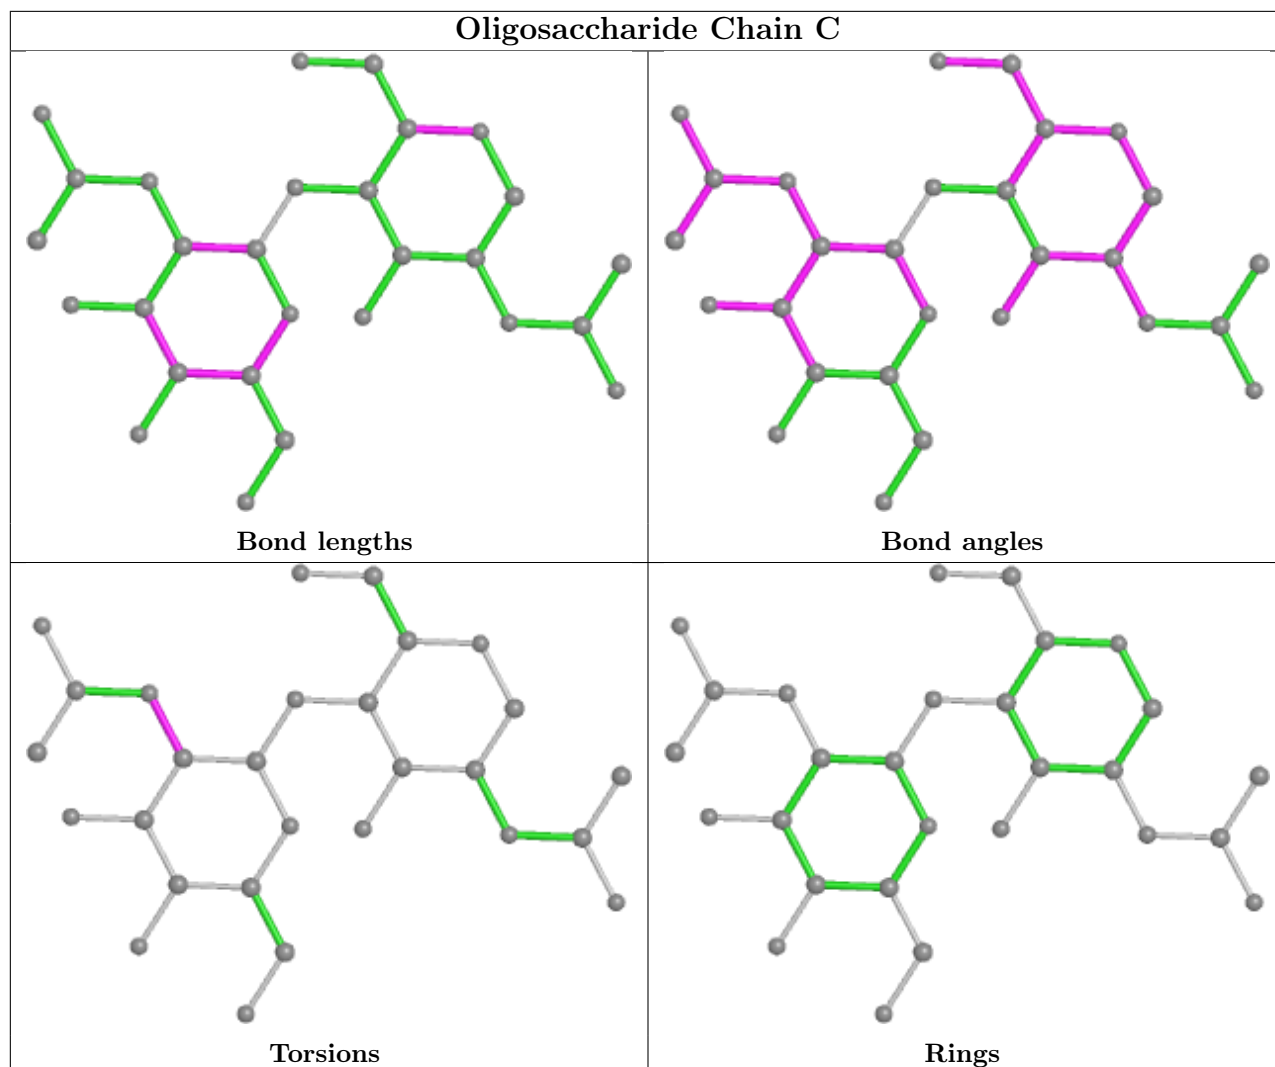 Oligosaccharide Chain C
Bond lengths
Bond angles
Torsions
Rings